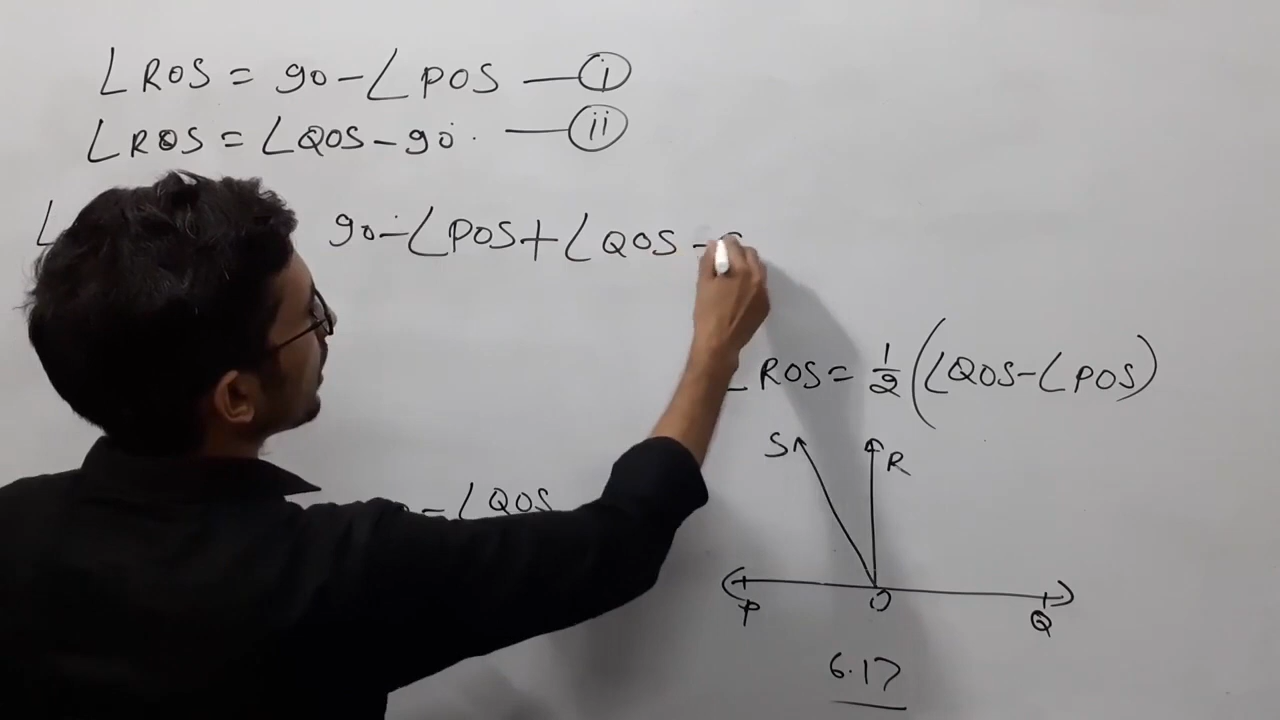 ∠ROS = 90 - ∠POS — (i)
∠ROS = ∠QOS - 90° — (ii)
∠ 90° - ∠POS + ∠QOS -
∠ROS = 1/2 (∠QOS - ∠POS)
S R
- ∠QOS
P O Q
6.17